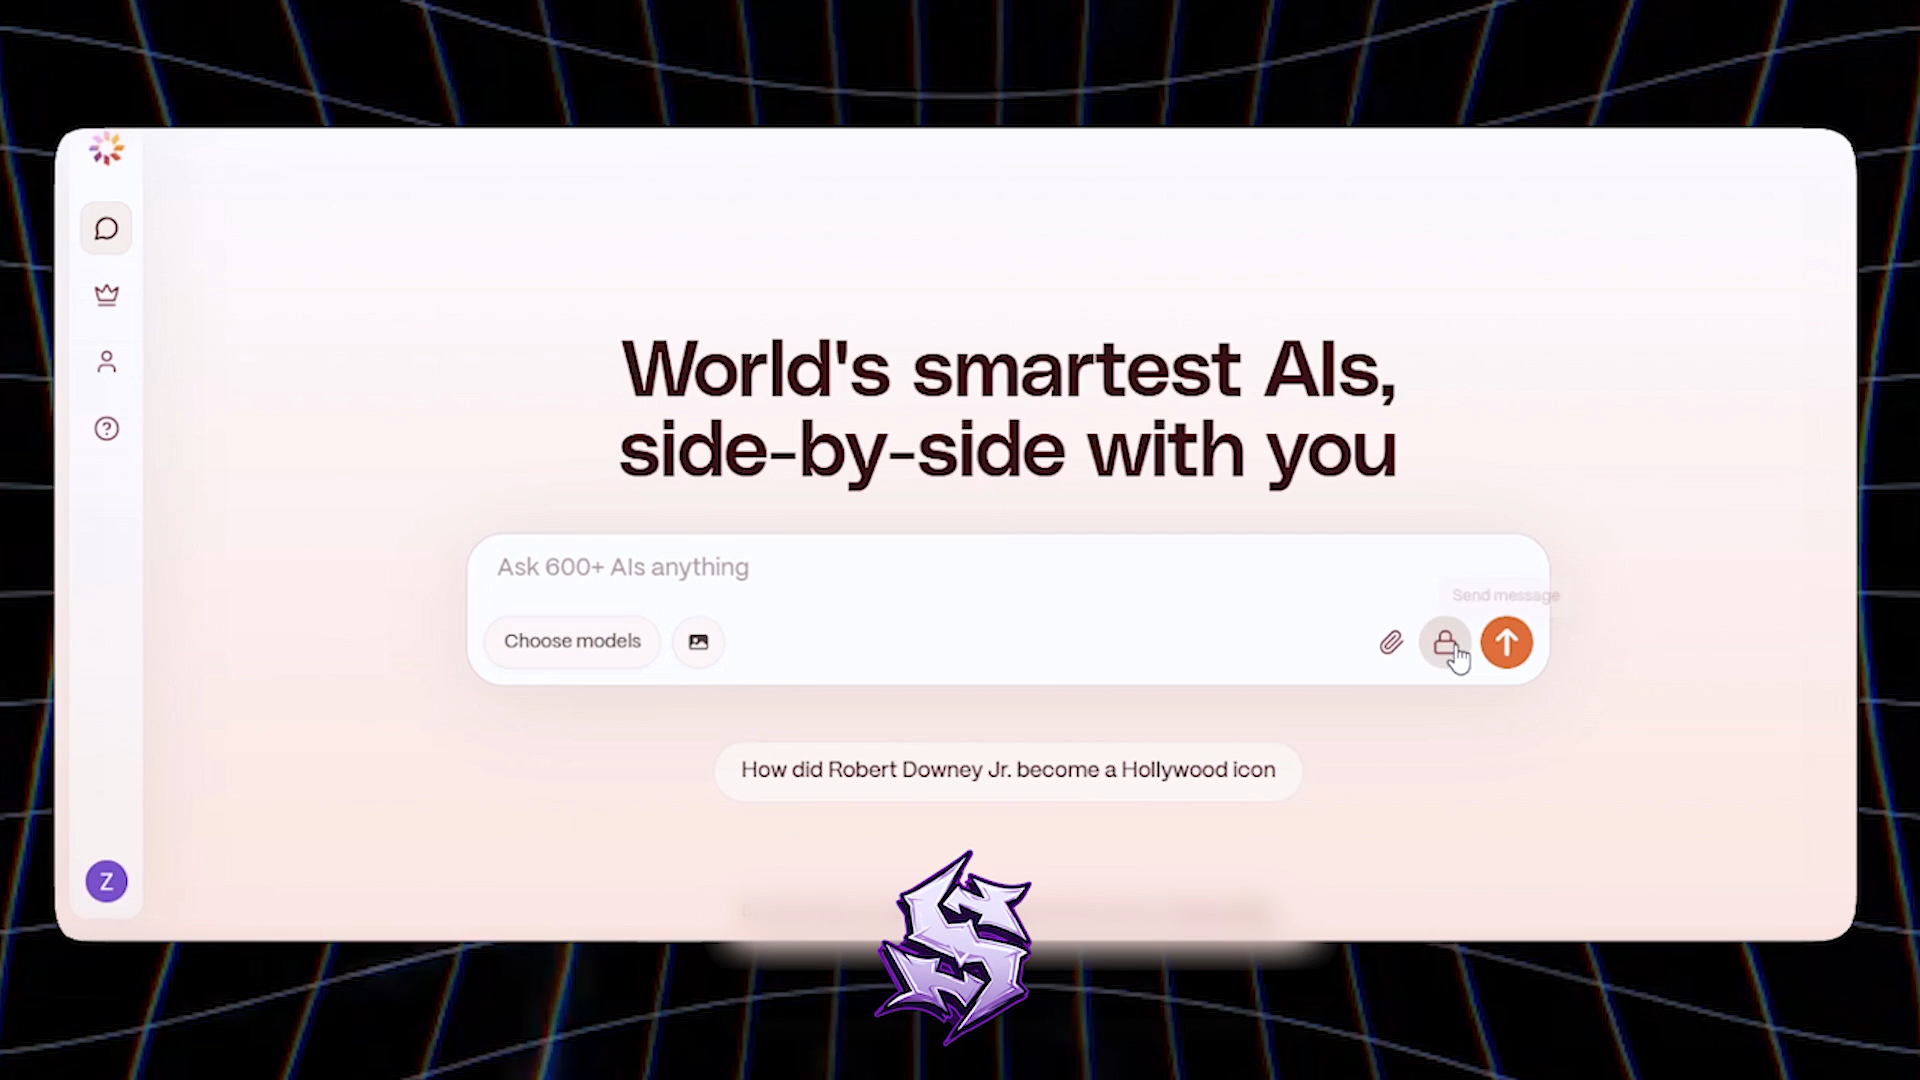 World's smartest AIs,
side-by-side with you
Ask 600+ AIs anything
Send message
Choose models
How did Robert Downey Jr. become a Hollywood icon
Z